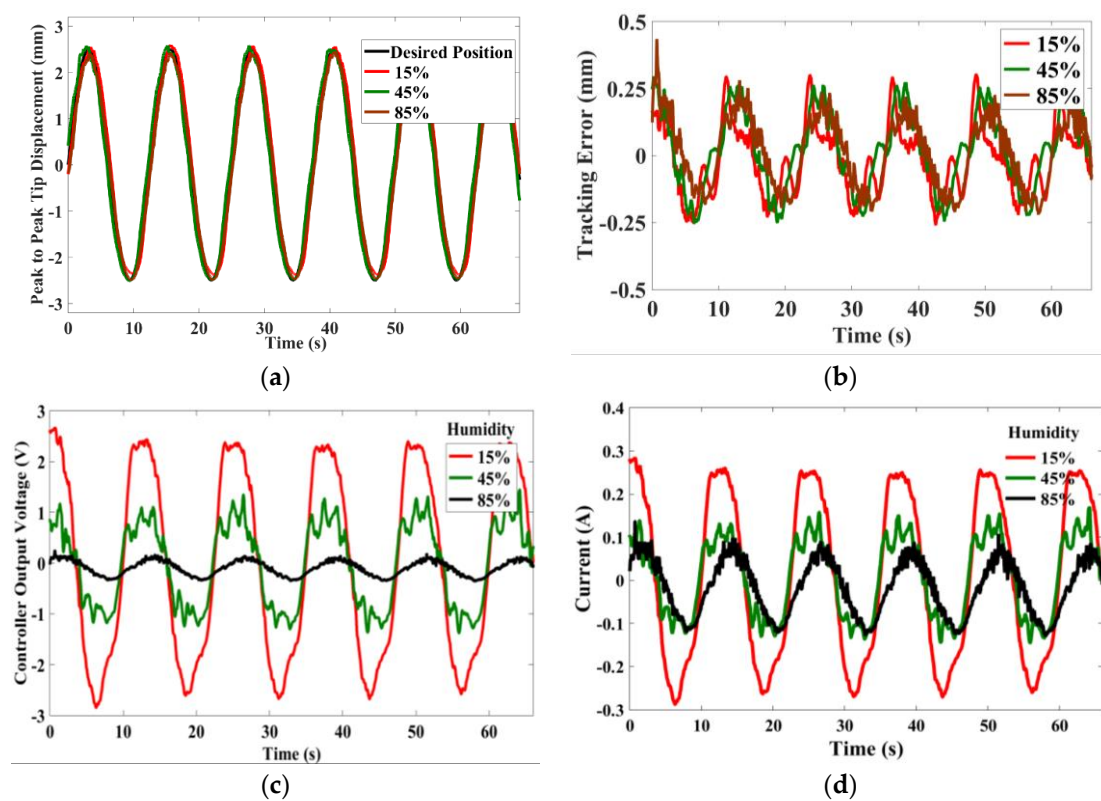 Peak to Peak Tip Displacement (mm)
3
2
1
0
-1
-2
-3
0 10 20 30 40 50 60
Time (s)
Desired Position
15%
45%
85%
(a)
Tracking Error (mm)
0.5
0.25
0
-0.25
-0.5
0 10 20 30 40 50 60
Time (s)
15%
45%
85%
(b)
Controller Output Voltage (V)
3
2
1
0
-1
-2
-3
0 10 20 30 40 50 60
Time (s)
Humidity
15%
45%
85%
(c)
Current (A)
0.4
0.3
0.2
0.1
0
-0.1
-0.2
-0.3
0 10 20 30 40 50 60
Time (s)
Humidity
15%
45%
85%
(d)